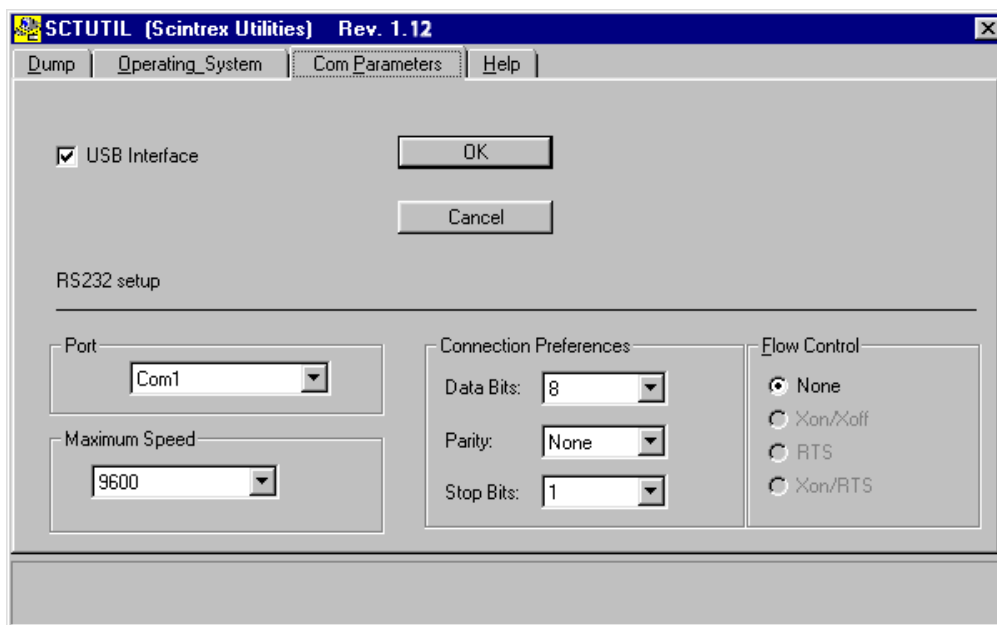 SCTUTIL (Scintrex Utilities) Rev. 1.12
Dump Operating_System Com Parameters Help
USB Interface
OK
Cancel
RS232 setup
Port
Com1
Maximum Speed
9600
Connection Preferences
Data Bits: 8
Parity: None
Stop Bits: 1
Flow Control
None
Xon/Xoff
RTS
Xon/RTS